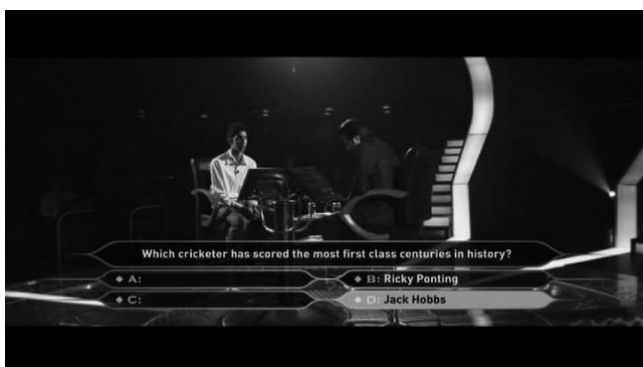 Which cricketer has scored the most first class centuries in history?
A:
B: Ricky Ponting
C:
D: Jack Hobbs